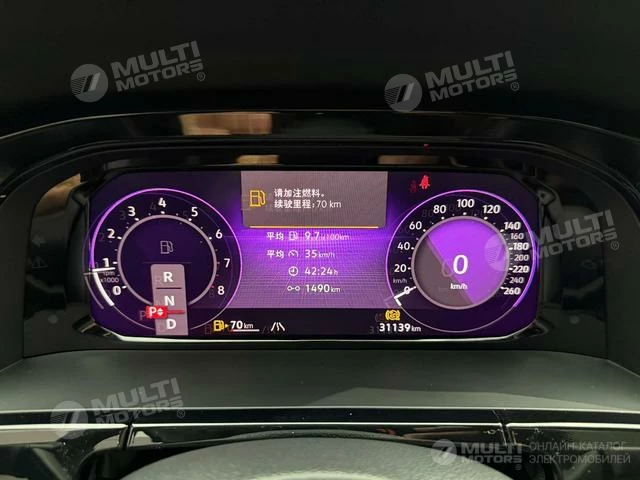 MULTI MOTORS®
MULTI MOTORS®
请加注燃料。
续驶里程:70 km
平均 9.7 l/100km
平均 35 km/h
42:24 h
1490 km
0 1 2 3 4 5 6 7 8
rpm x1000
R
N
P
D
0 20 40 60 80 100 120 140 160 180 200 220 260
km/h
0
km/h
70 km
31139 km
MULTI MOTORS®
MULTI MOTORS®
MULTI MOTORS®
ОНЛАЙН-КАТАЛОГ
ЭЛЕКТРОМОБИЛЕЙ